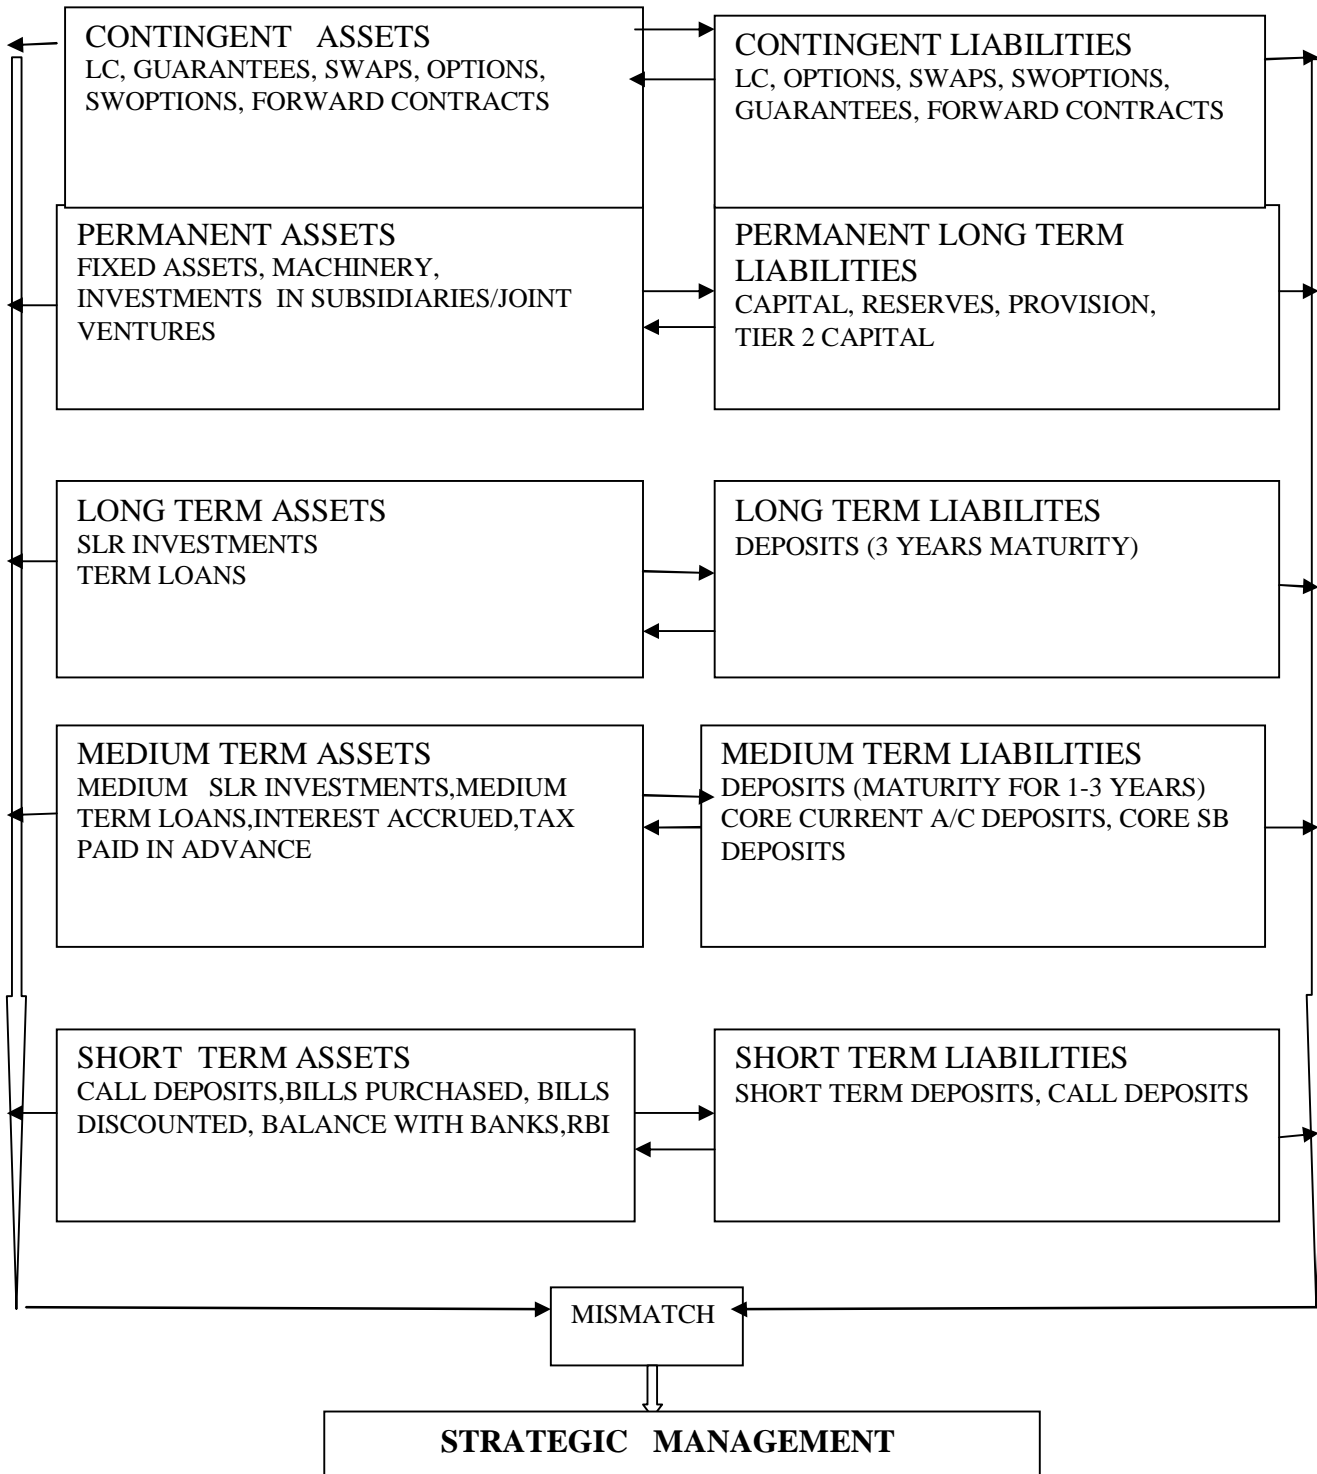 CONTINGENT ASSETS
LC, GUARANTEES, SWAPS, OPTIONS,
SWOPTIONS, FORWARD CONTRACTS
CONTINGENT LIABILITIES
LC, OPTIONS, SWAPS, SWOPTIONS,
GUARANTEES, FORWARD CONTRACTS
PERMANENT ASSETS
FIXED ASSETS, MACHINERY,
INVESTMENTS IN SUBSIDIARIES/JOINT
VENTURES
PERMANENT LONG TERM
LIABILITIES
CAPITAL, RESERVES, PROVISION,
TIER 2 CAPITAL
LONG TERM ASSETS
SLR INVESTMENTS
TERM LOANS
LONG TERM LIABILITES
DEPOSITS (3 YEARS MATURITY)
MEDIUM TERM ASSETS
MEDIUM SLR INVESTMENTS,MEDIUM
TERM LOANS,INTEREST ACCRUED,TAX
PAID IN ADVANCE
MEDIUM TERM LIABILITIES
DEPOSITS (MATURITY FOR 1-3 YEARS)
CORE CURRENT A/C DEPOSITS, CORE SB
DEPOSITS
SHORT TERM ASSETS
CALL DEPOSITS,BILLS PURCHASED, BILLS
DISCOUNTED, BALANCE WITH BANKS,RBI
SHORT TERM LIABILITIES
SHORT TERM DEPOSITS, CALL DEPOSITS
MISMATCH
STRATEGIC MANAGEMENT